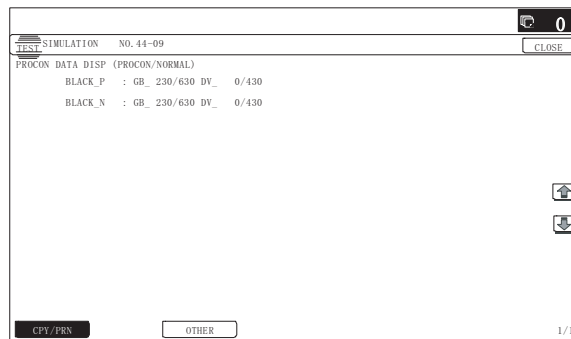 0
TEST SIMULATION NO.44-09
CLOSE
PROCON DATA DISP (PROCON/NORMAL)
BLACK_P : GB_ 230/630 DV_ 0/430
BLACK_N : GB_ 230/630 DV_ 0/430
CPY/PRN OTHER 1/1